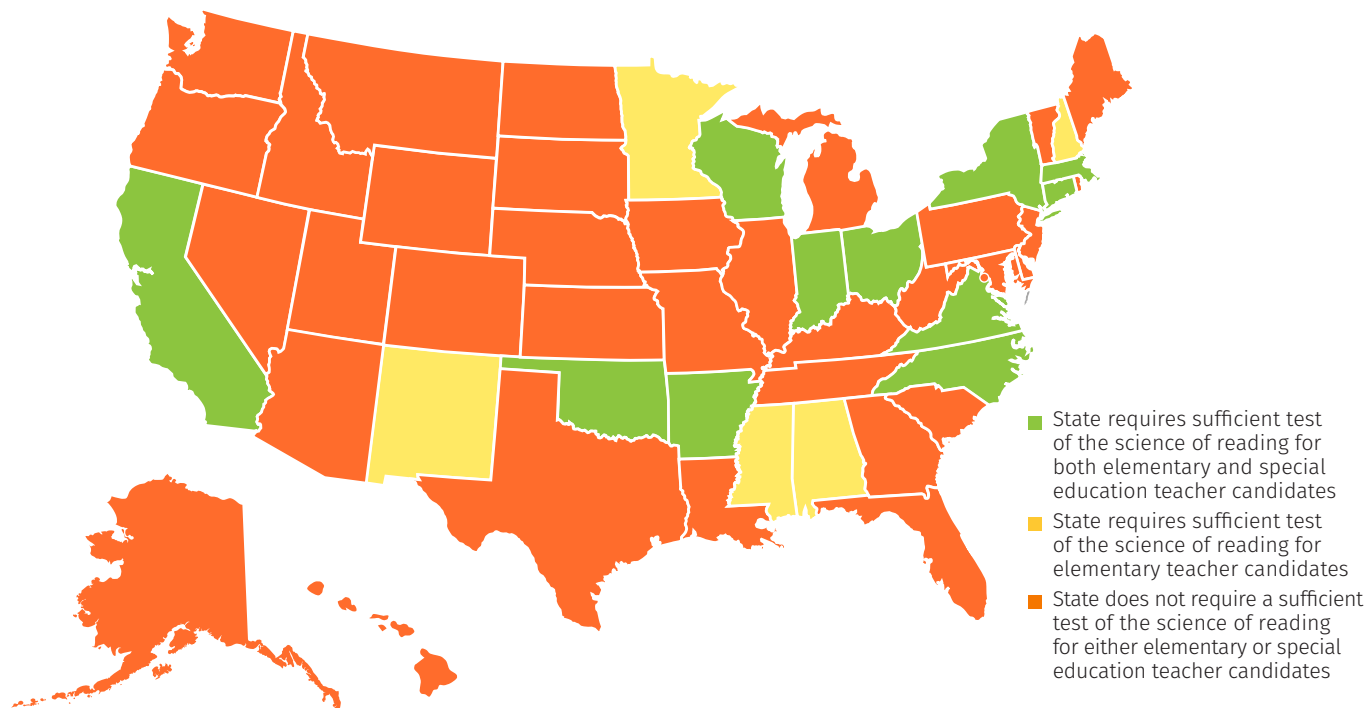 State requires sufficient test
of the science of reading for
both elementary and special
education teacher candidates
State requires sufficient test
of the science of reading for
elementary teacher candidates
State does not require a sufficient
test of the science of reading
for either elementary or special
education teacher candidates